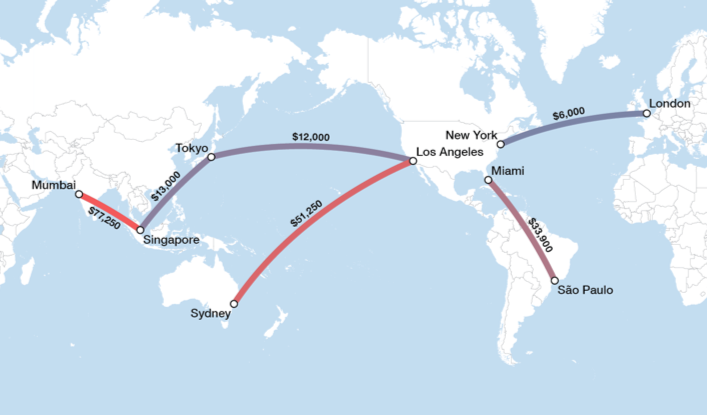 London
$6,000
New York
$12,000
Tokyo
Los Angeles
Miami
Mumbai
$13,000
$77,250
$51,250
$33,900
Singapore
São Paulo
Sydney